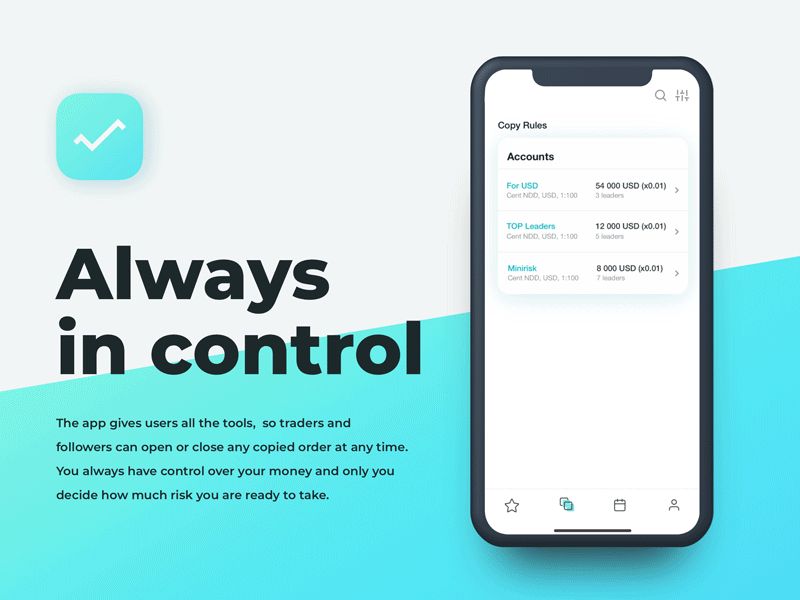 Always
in control
The app gives users all the tools, so traders and
followers can open or close any copied order at any time.
You always have control over your money and only you
decide how much risk you are ready to take.
Copy Rules
Accounts
For USD 54 000 USD (x0.01)
Cent NDD, USD, 1:100 3 leaders
TOP Leaders 12 000 USD (x0.01)
Cent NDD, USD, 1:100 5 leaders
Minirisk 8 000 USD (x0.01)
Cent NDD, USD, 1:100 7 leaders